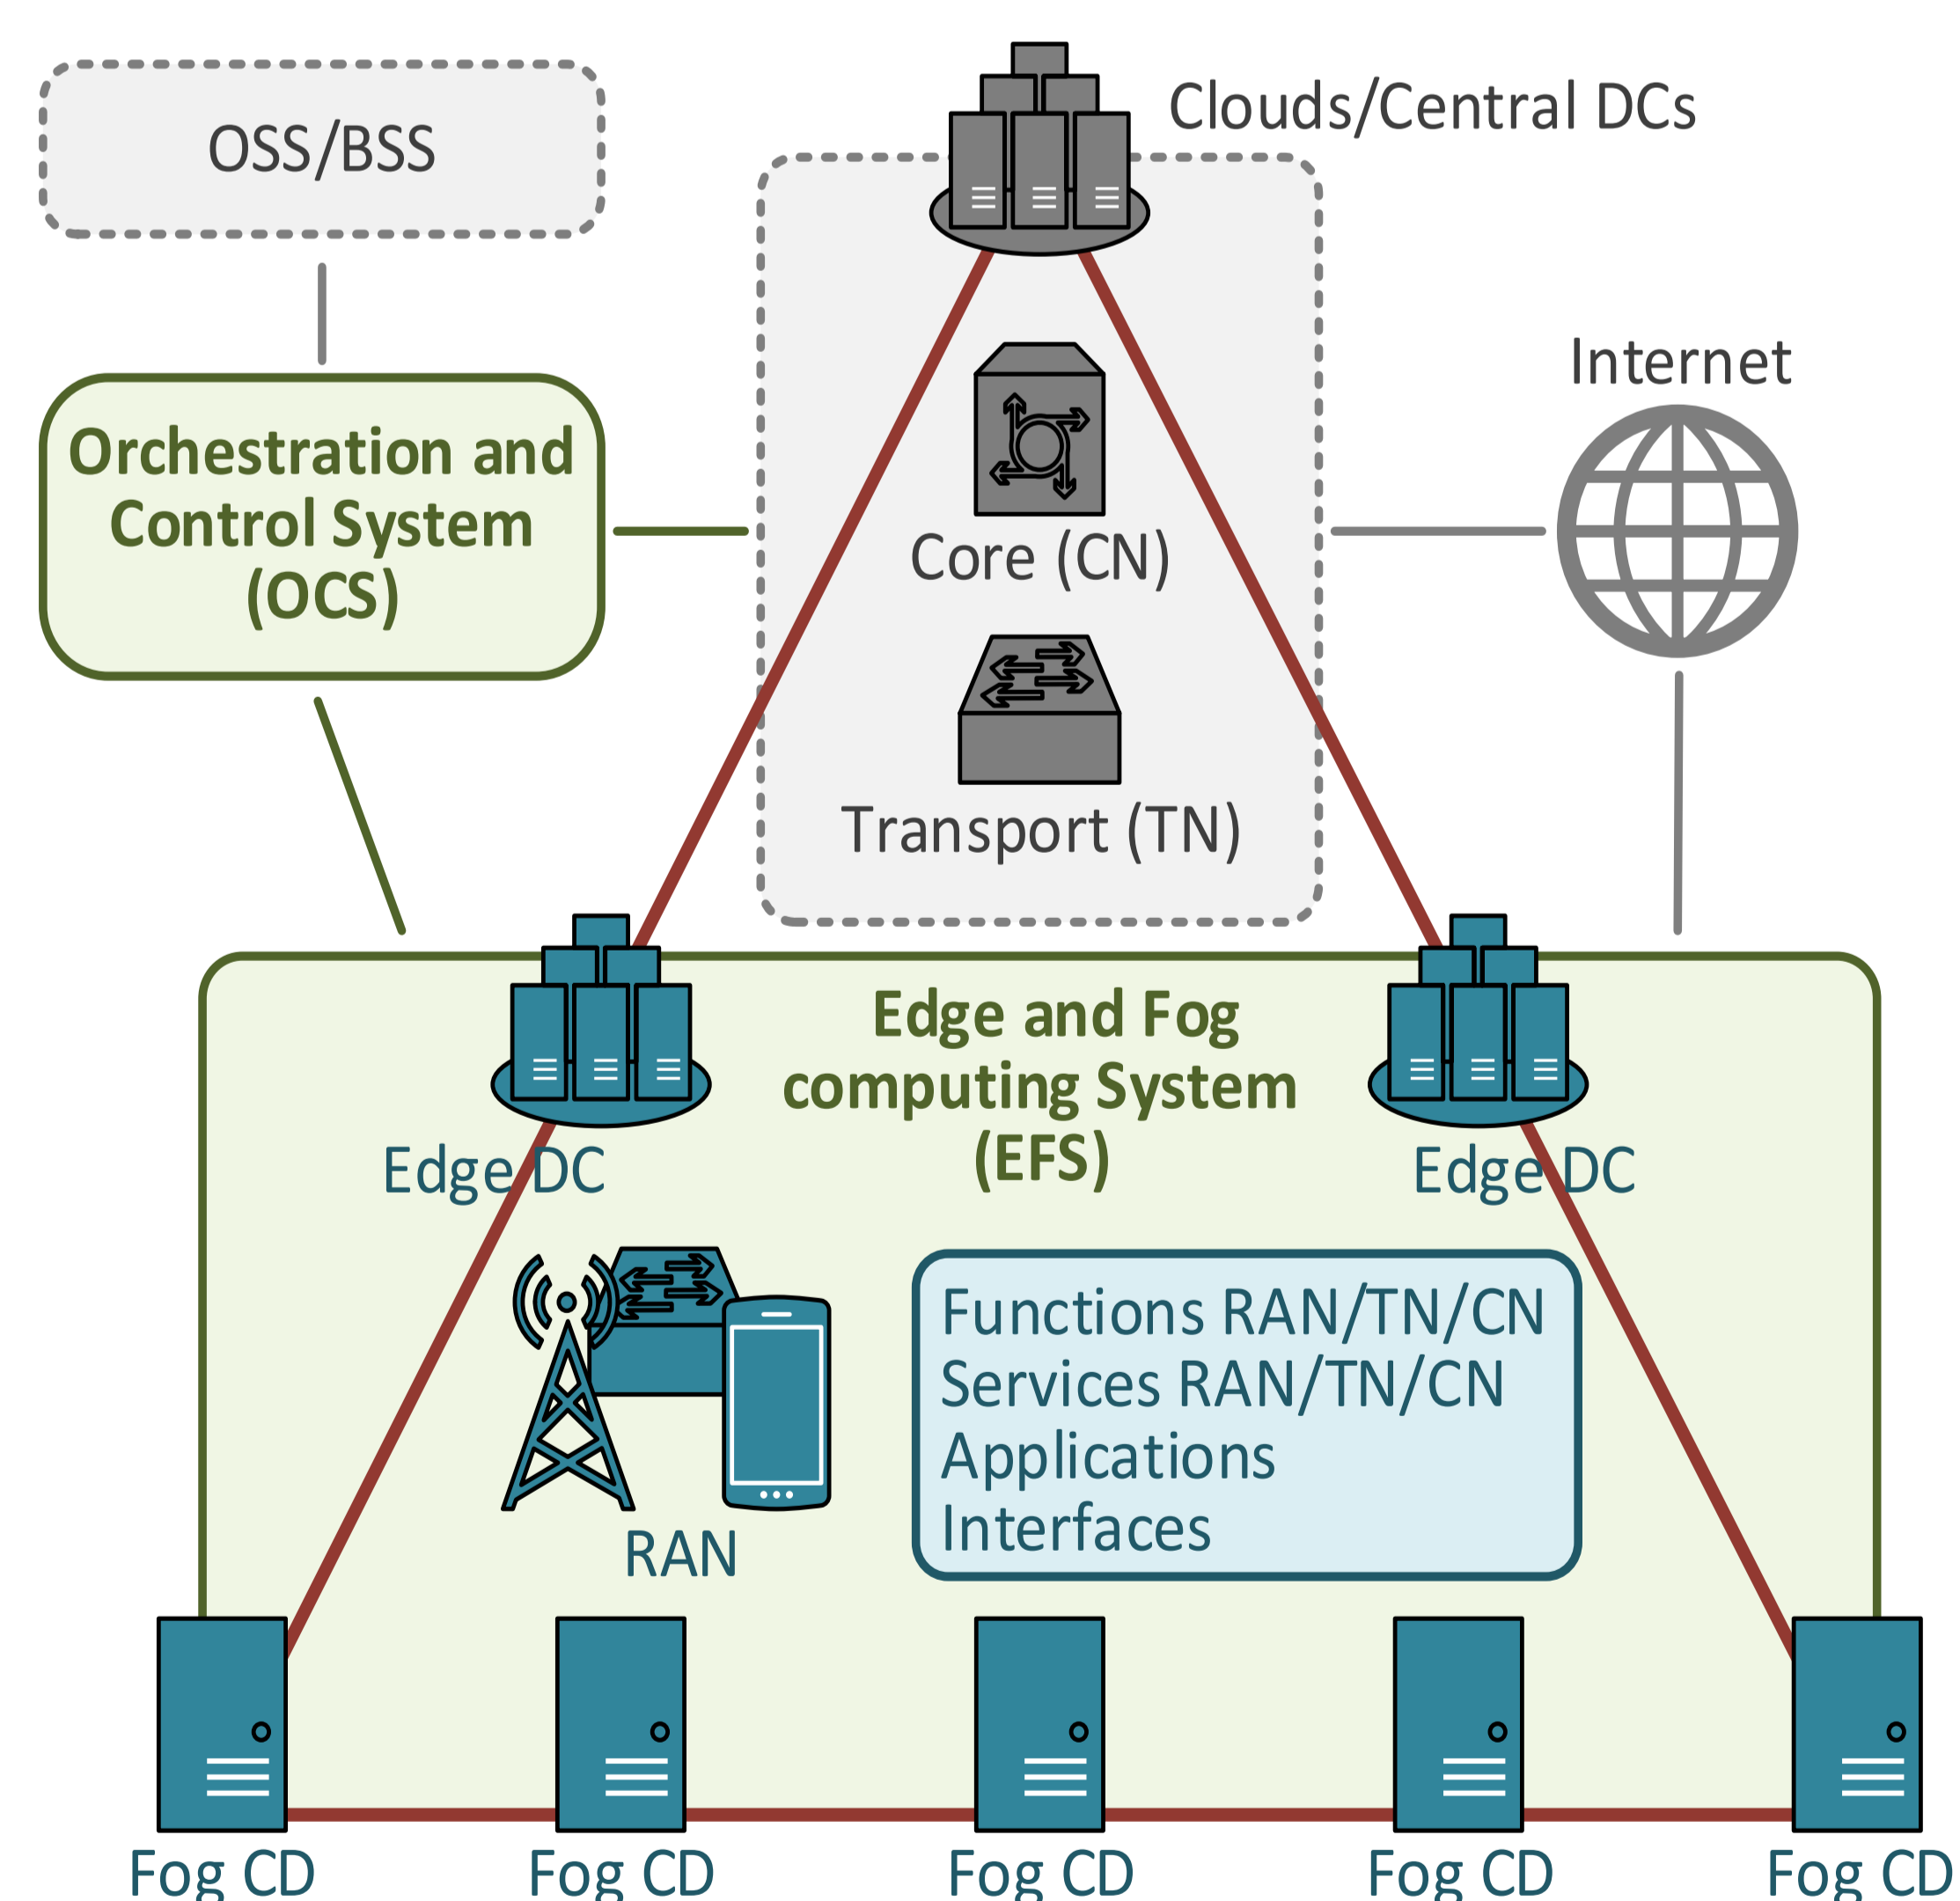 Clouds/Central DCs
OSS/BSS
Internet
Orchestration and
Control System
(OCS)
Core (CN)
Transport (TN)
Edge and Fog
computing System
(EFS)
Edge DC
Edge DC
Functions RAN/TN/CN
Services RAN/TN/CN
Applications
Interfaces
RAN
Fog CD
Fog CD
Fog CD
Fog CD
Fog CD